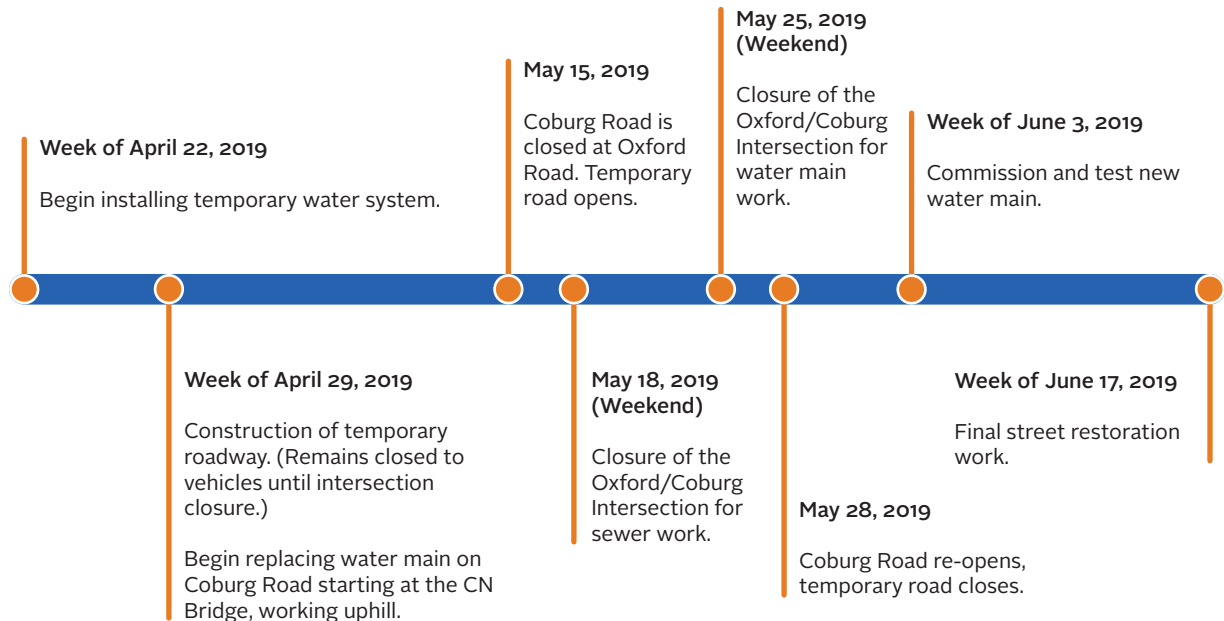 Week of April 22, 2019
Begin installing temporary water system.
Week of April 29, 2019
Construction of temporary
roadway. (Remains closed to
vehicles until intersection
closure.)
Begin replacing water main on
Coburg Road starting at the CN
Bridge, working uphill.
May 15, 2019
Coburg Road is
closed at Oxford
Road. Temporary
road opens.
May 18, 2019
(Weekend)
Closure of the
Oxford/Coburg
Intersection for
sewer work.
May 25, 2019
(Weekend)
Closure of the
Oxford/Coburg
Intersection for
water main
work.
May 28, 2019
Coburg Road re-opens,
temporary road closes.
Week of June 3, 2019
Commission and test new
water main.
Week of June 17, 2019
Final street restoration
work.